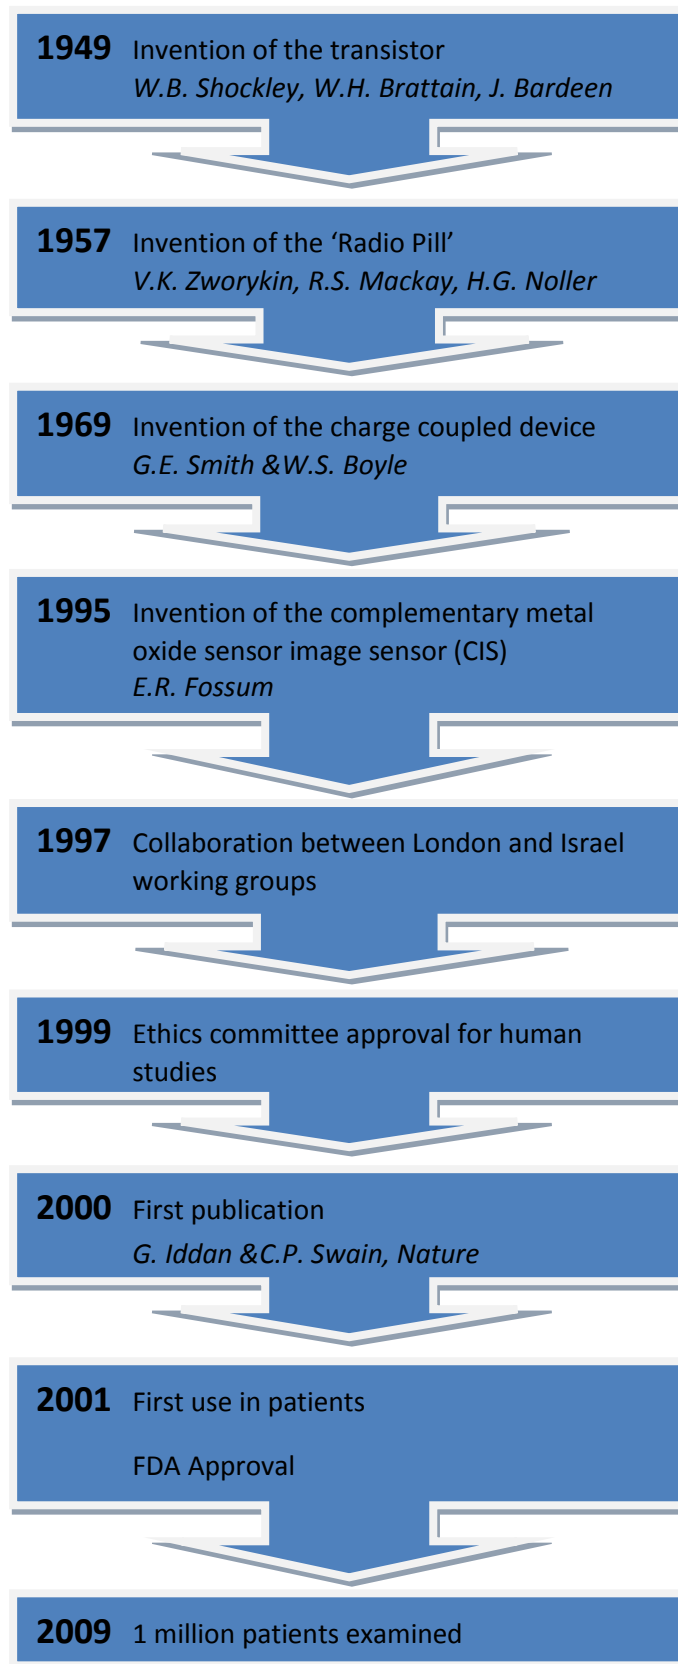 1949 Invention of the transistor
W.B. Shockley, W.H. Brattain, J. Bardeen
1957 Invention of the ‘Radio Pill’
V.K. Zworykin, R.S. Mackay, H.G. Noller
1969 Invention of the charge coupled device
G.E. Smith &W.S. Boyle
1995 Invention of the complementary metal
oxide sensor image sensor (CIS)
E.R. Fossum
1997 Collaboration between London and Israel
working groups
1999 Ethics committee approval for human
studies
2000 First publication
G. Iddan &C.P. Swain, Nature
2001 First use in patients
FDA Approval
2009 1 million patients examined